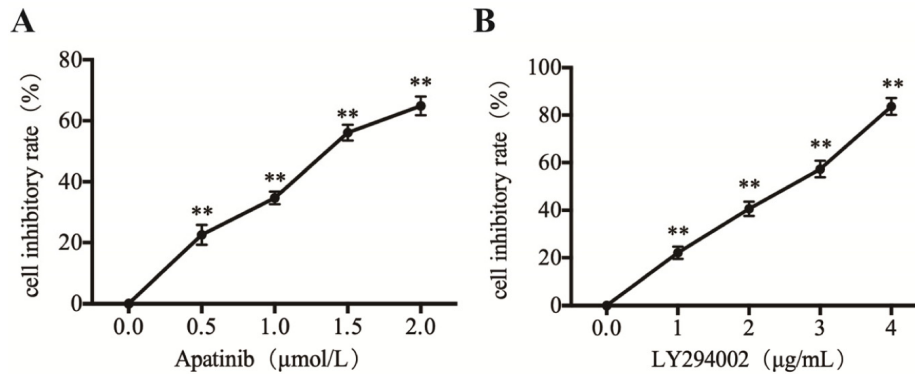 A
cell inhibitory rate（%）
80
60
40
20
0
**
**
**
**
0.0 0.5 1.0 1.5 2.0
Apatinib（μmol/L）
B
cell inhibitory rate（%）
100
80
60
40
20
0
**
**
**
**
0.0 1 2 3 4
LY294002（μg/mL）